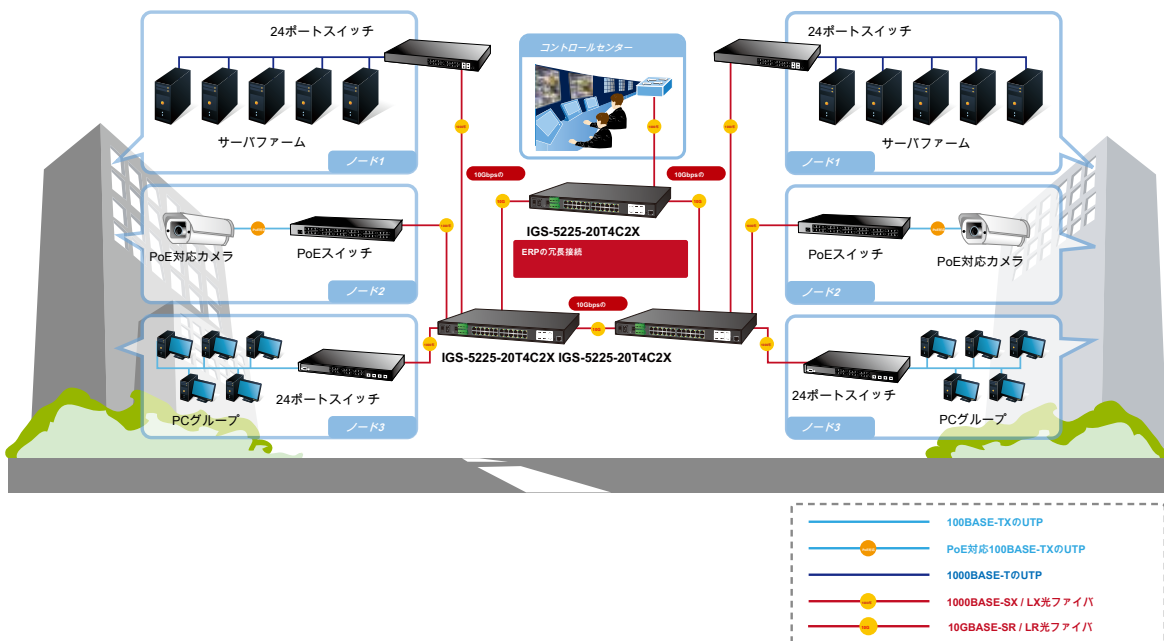 24ポートスイッチ
サーバファーム
ノード1
コントロールセンター
24ポートスイッチ
サーバファーム
ノード1
10Gbpsの
10Gbpsの
IGS-5225-20T4C2X
ERPの冗長接続
PoE対応カメラ
PoEスイッチ
ノード2
PoEスイッチ
PoE対応カメラ
ノード2
10Gbpsの
10G
10G
10G
IGS-5225-20T4C2X IGS-5225-20T4C2X
PCグループ
24ポートスイッチ
ノード3
24ポートスイッチ
PCグループ
ノード3
100BASE-TXのUTP
PoE対応100BASE-TXのUTP
1000BASE-TのUTP
1000BASE-SX / LX光ファイバ
10G
10GBASE-SR / LR光ファイバ